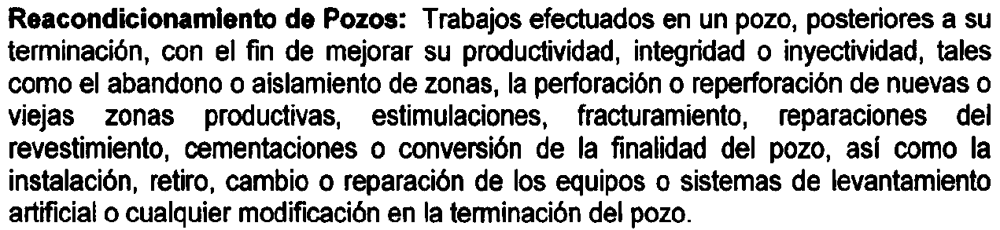 Reacondicionamiento de Pozos: Trabajos efectuados en un pozo, posteriores a su
terminación, con el fin de mejorar su productividad, integridad o inyectividad, tales
como el abandono o aislamiento de zonas, la perforación o reperforación de nuevas o
viejas zonas productivas, estimulaciones, fracturamiento, reparaciones del
revestimiento, cementaciones o conversión de la finalidad del pozo, así como la
instalación, retiro, cambio o reparación de los equipos o sistemas de levantamiento
artificial o cualquier modificación en la terminación del pozo.